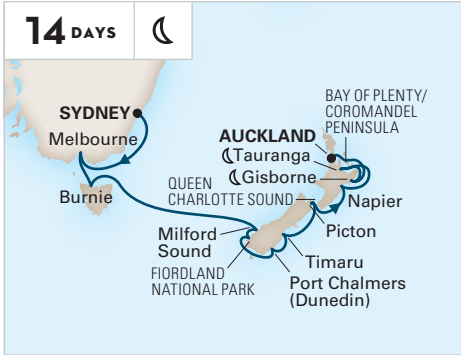 14 DAYS
SYDNEY
Melbourne
Burnie
BAY OF PLENTY/
COROMANDEL
PENINSULA
AUCKLAND
Tauranga
Gisborne
QUEEN
CHARLOTTE SOUND
Napier
Picton
Milford
Sound
FIORDLAND
NATIONAL PARK
Timaru
Port Chalmers
(Dunedin)